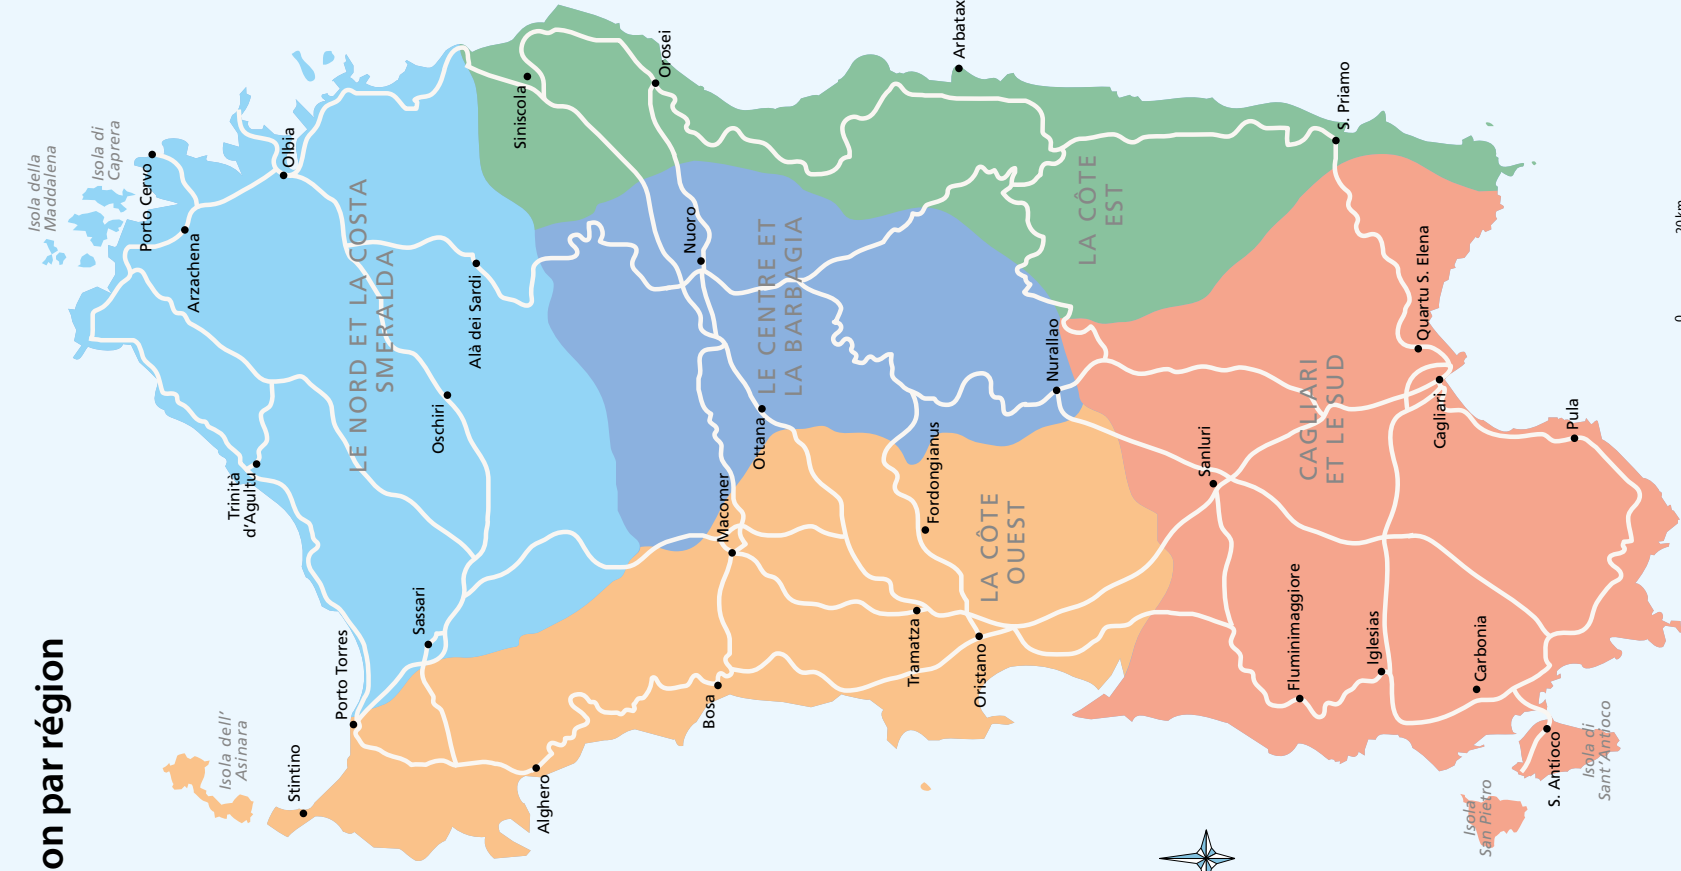 on par région
Isola della
Maddalena
Isola di
Caprera
Porto Cervo
Arzachena
Olbia
LE NORD ET LA COSTA
SMERALDA
Alà dei Sardi
Oschiri
Trinità
d'Agultu
Sassari
Porto Torres
Isola dell'
Asinara
Stintino
Alghero
Siniscola
Orosei
Nuoro
LE CENTRE ET
LA BARBAGIA
Ottana
Macomer
Bosa
Arbatax
LA CÔTE
EST
Nurallao
Fordongianus
LA CÔTE
OUEST
Tramatza
Oristano
S. Priamo
Quartu S. Elena
CAGLIARI
ET LE SUD
Cagliari
Sanluri
Pula
Fluminimaggiore
Iglesias
Carbonia
S. Antíoco
Isola di
Sant'Antioco
Isola
San Pietro
0
20 km